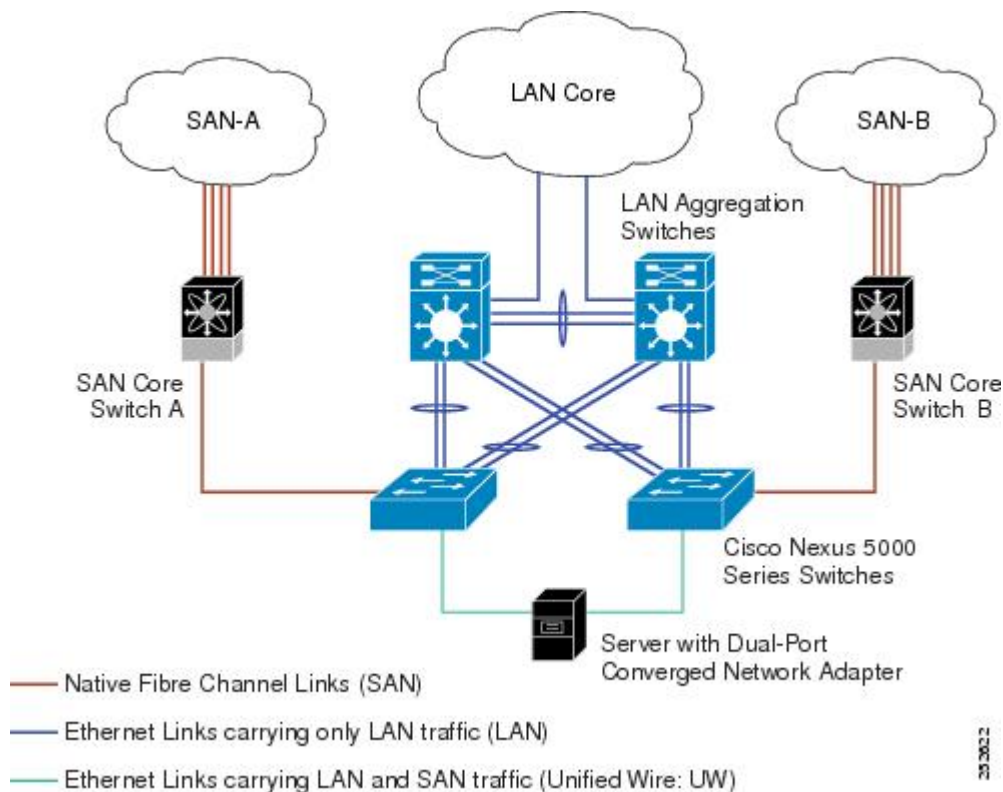 SAN-A
LAN Core
SAN-B
LAN Aggregation
Switches
SAN Core
Switch A
SAN Core
Switch B
Cisco Nexus 5000
Series Switches
Server with Dual-Port
Converged Network Adapter
Native Fibre Channel Links (SAN)
Ethernet Links carrying only LAN traffic (LAN)
Ethernet Links carrying LAN and SAN traffic (Unified Wire: UW)
252622